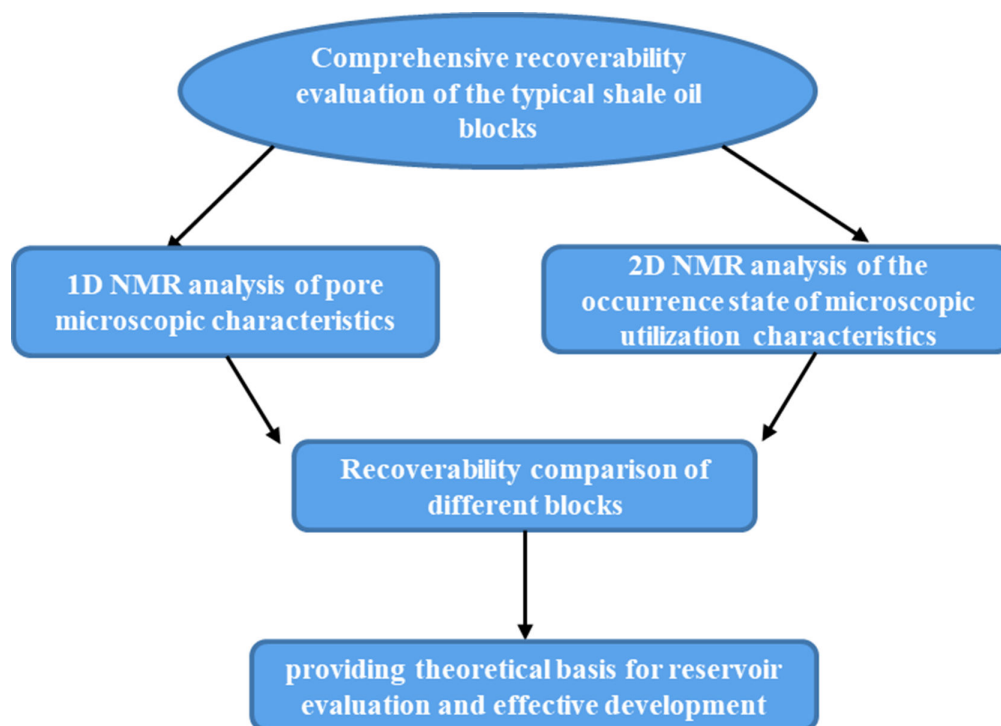 Comprehensive recoverability
evaluation of the typical shale oil
blocks
1D NMR analysis of pore
microscopic characteristics
2D NMR analysis of the
occurrence state of microscopic
utilization characteristics
Recoverability comparison of
different blocks
providing theoretical basis for reservoir
evaluation and effective development